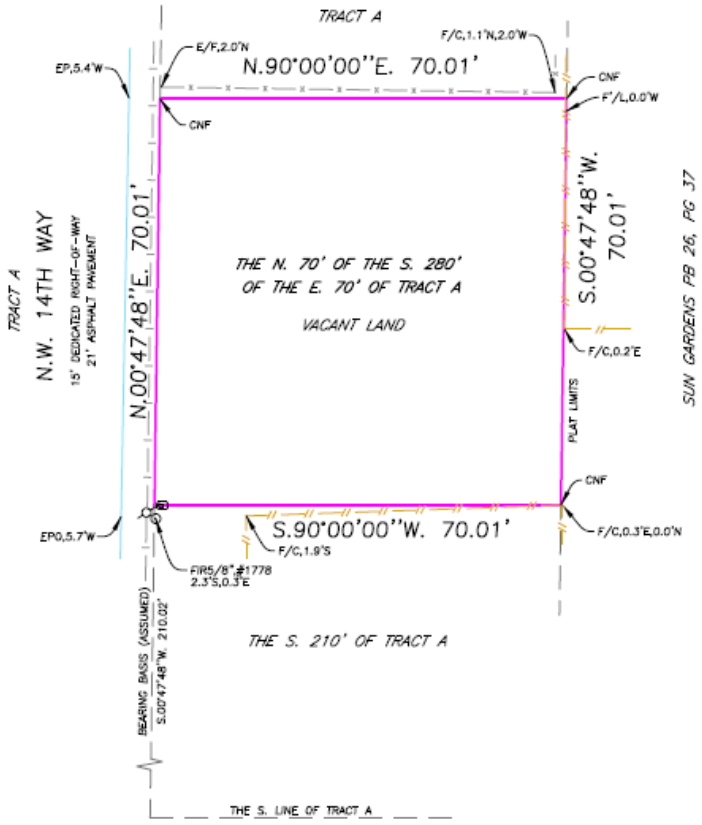 TRACT A
E/F,2.0'N
F/C,1.1'N,2.0'W
EP,5.4'W
N.90°00'00"E. 70.01'
CNF
F'/L,0.0'W
CNF
TRACT A
N.W. 14TH WAY
15' DEDICATED RIGHT-OF-WAY
21' ASPHALT PAVEMENT
N.00°47'48"E. 70.01'
THE N. 70' OF THE S. 280'
OF THE E. 70' OF TRACT A
VACANT LAND
S.00°47'48"W.
70.01'
SUN GARDENS PB 26, PG 37
F/C,0.2'E
PLAT LIMITS
CNF
EPO,5.7'W
S.90°00'00"W. 70.01'
F/C,0.3'E,0.0'N
F/C,1.9'S
FIR5/8",#1778
2.3'S,0.3'E
BEARING BASIS (ASSUMED)
S.00°47'48"W. 210.02'
THE S. 210' OF TRACT A
THE S. LINE OF TRACT A